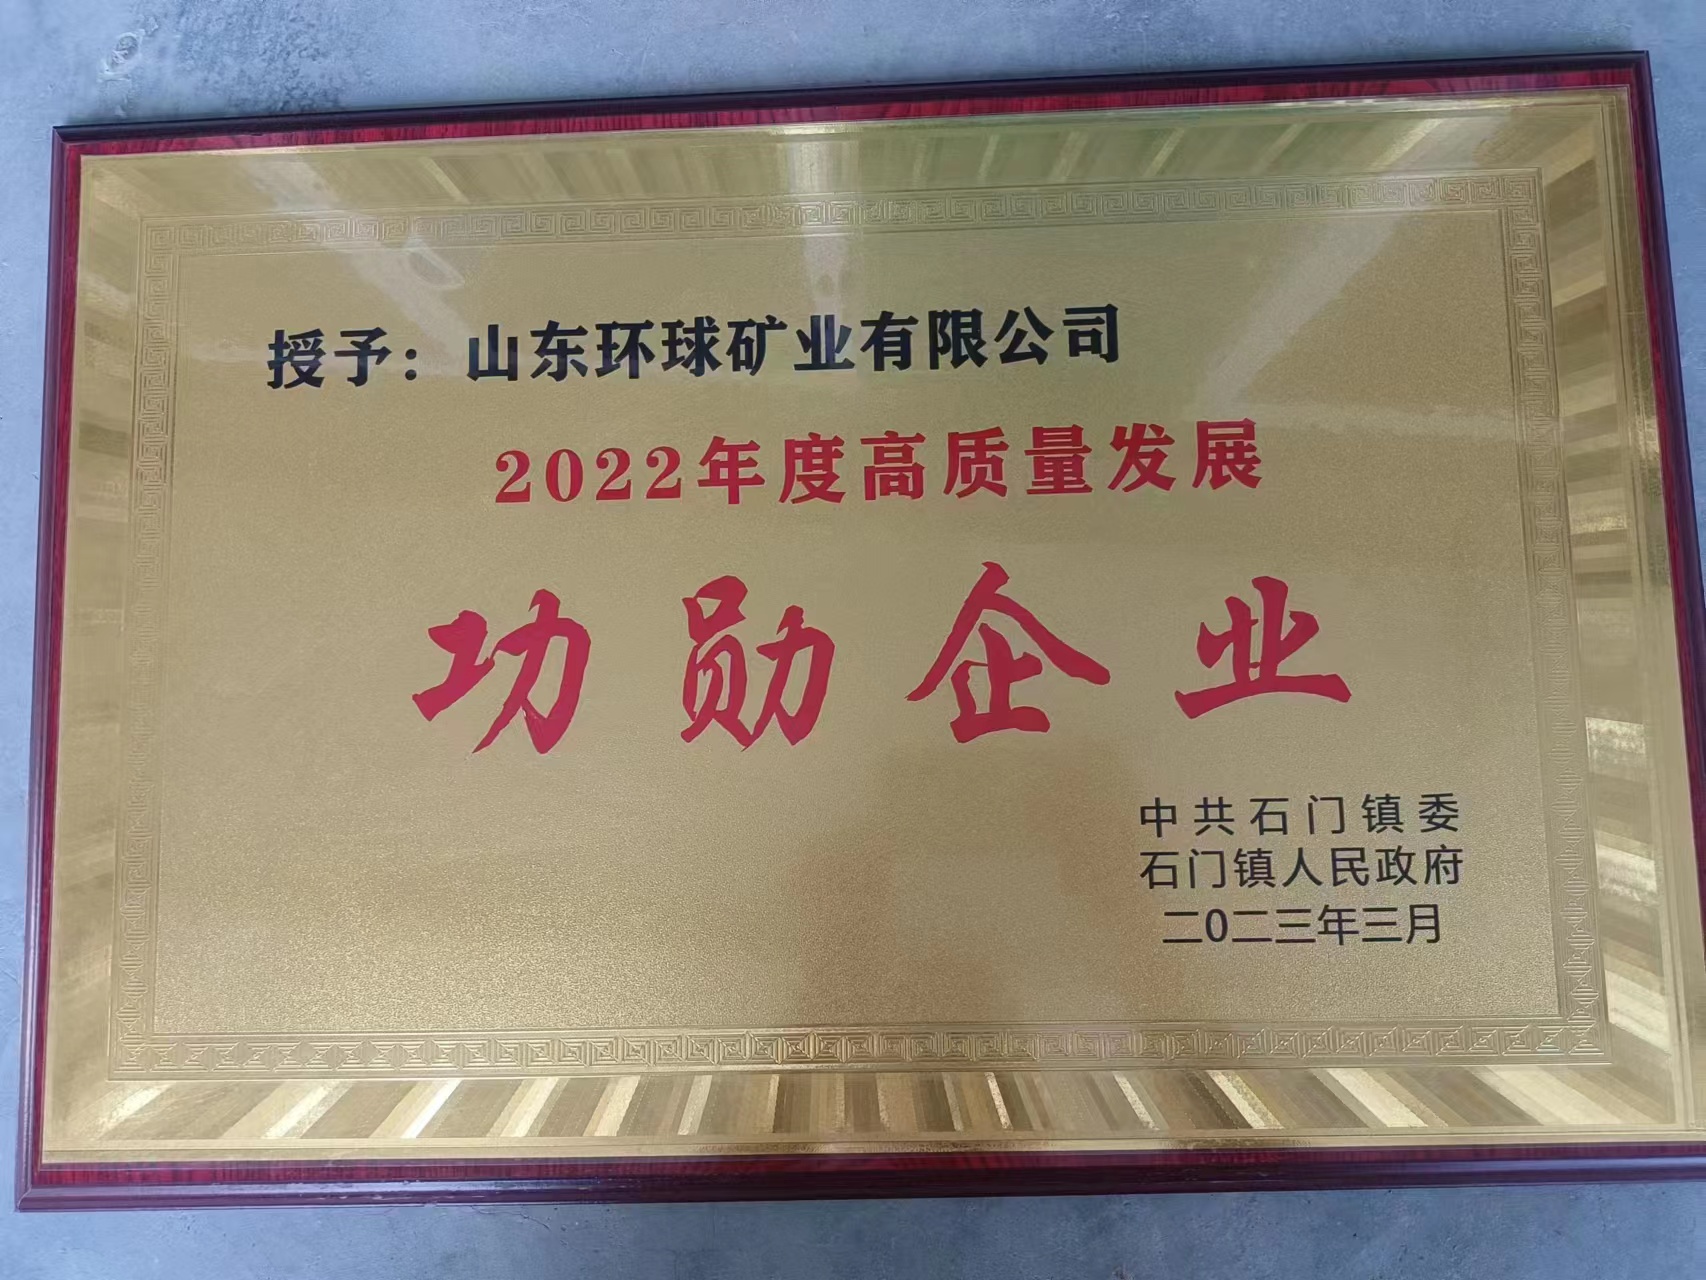 授予：山东环球矿业有限公司
2022年度高质量发展
功勋企业
中共石门镇委
石门镇人民政府
二0二三年三月